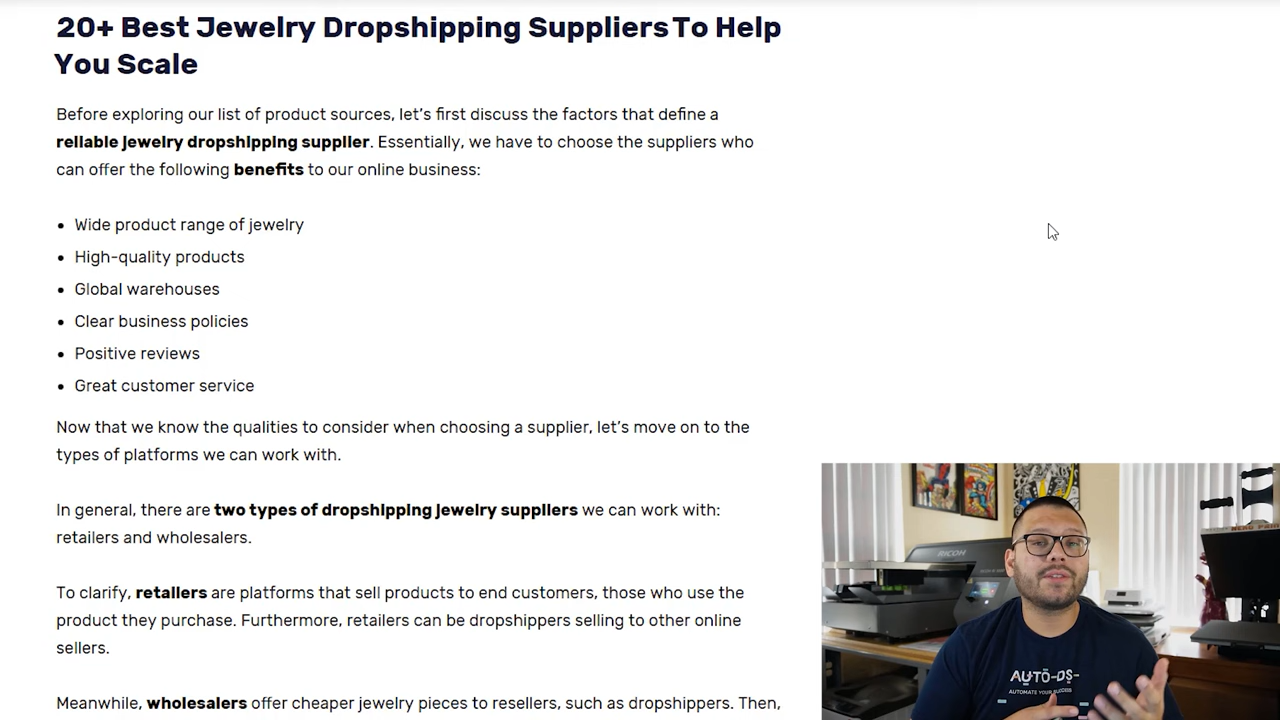 20+ Best Jewelry Dropshipping Suppliers To Help
You Scale
Before exploring our list of product sources, let's first discuss the factors that define a
reliable jewelry dropshipping supplier. Essentially, we have to choose the suppliers who
can offer the following benefits to our online business:
• Wide product range of jewelry
• High-quality products
• Global warehouses
• Clear business policies
• Positive reviews
• Great customer service
Now that we know the qualities to consider when choosing a supplier, let's move on to the
types of platforms we can work with.
In general, there are two types of dropshipping jewelry suppliers we can work with:
retailers and wholesalers.
To clarify, retailers are platforms that sell products to end customers, those who use the
product they purchase. Furthermore, retailers can be dropshippers selling to other online
sellers.
Meanwhile, wholesalers offer cheaper jewelry pieces to resellers, such as dropshippers. Then,
RICOH
AUTO-DS
AUTOMATE YOUR SUCCESS